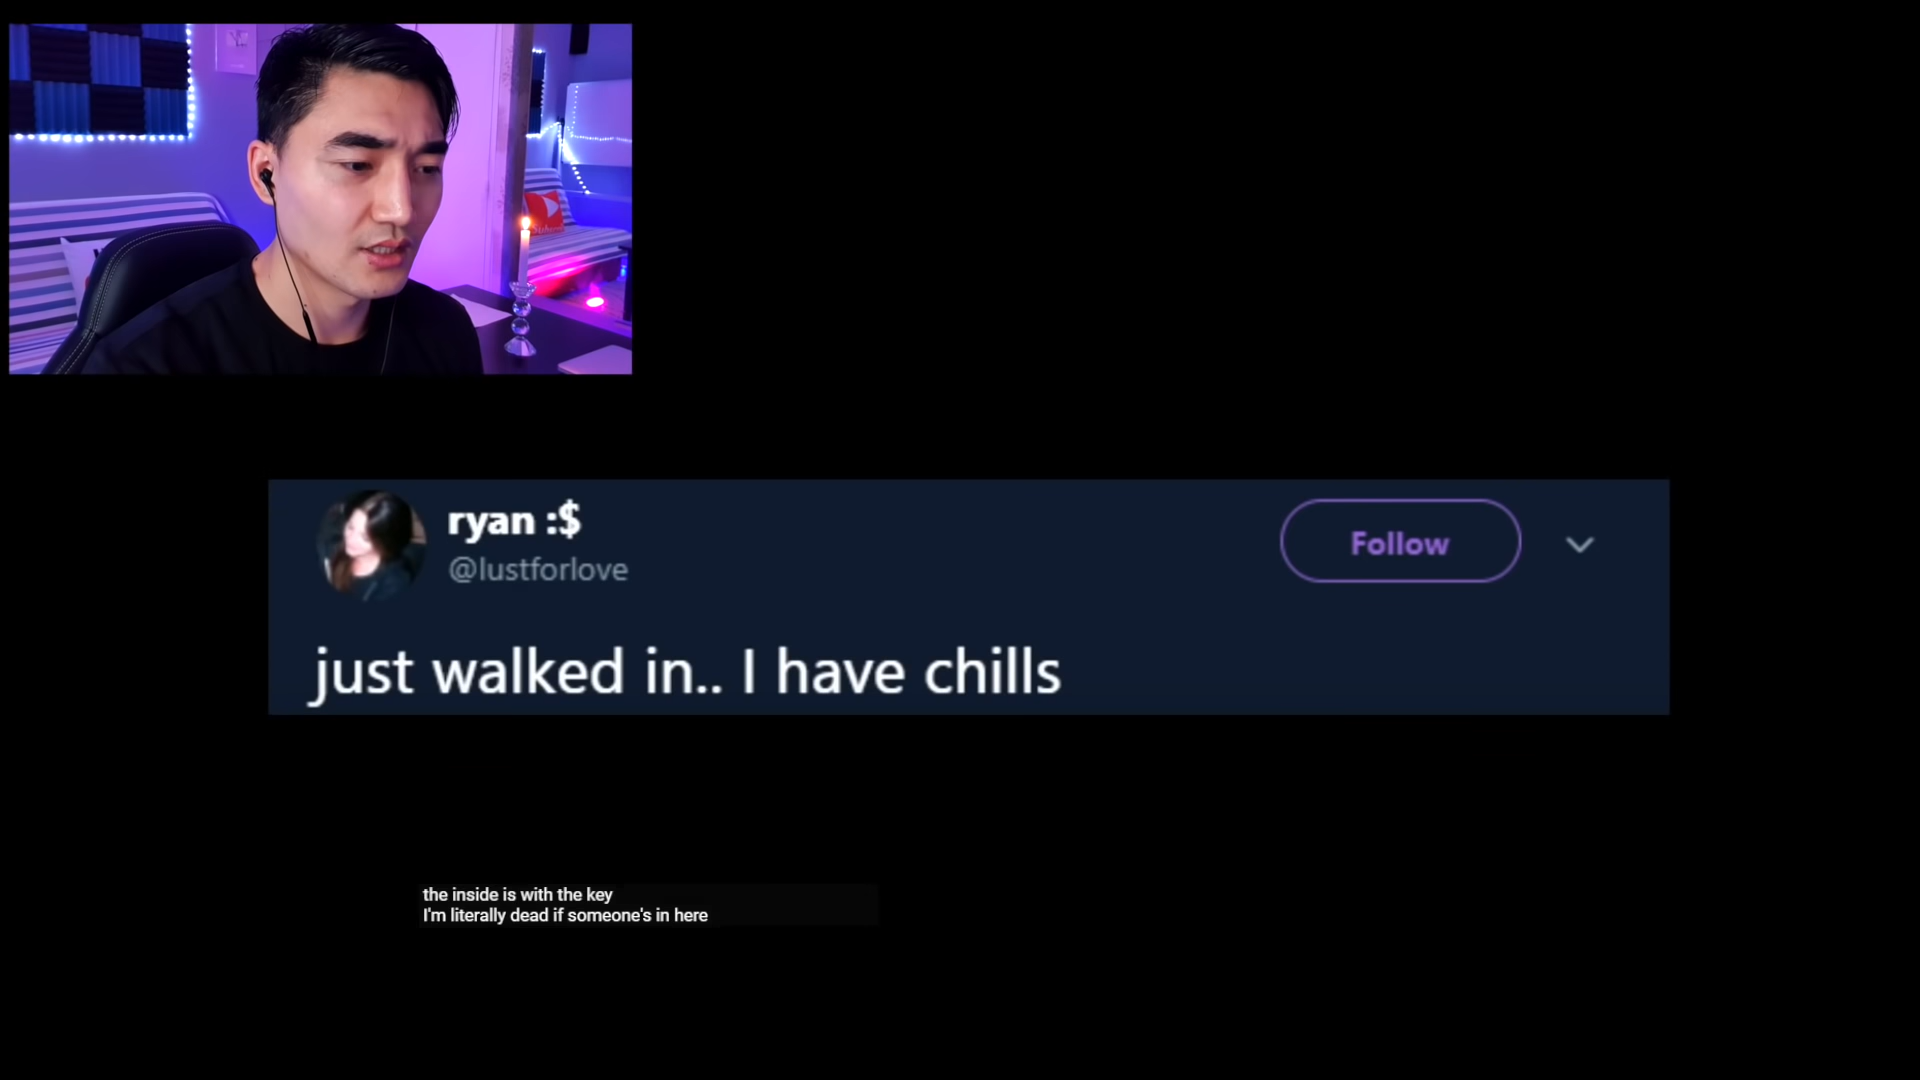 ryan :$
@lustforlove
Follow
just walked in.. I have chills
the inside is with the key
I'm literally dead if someone's in here